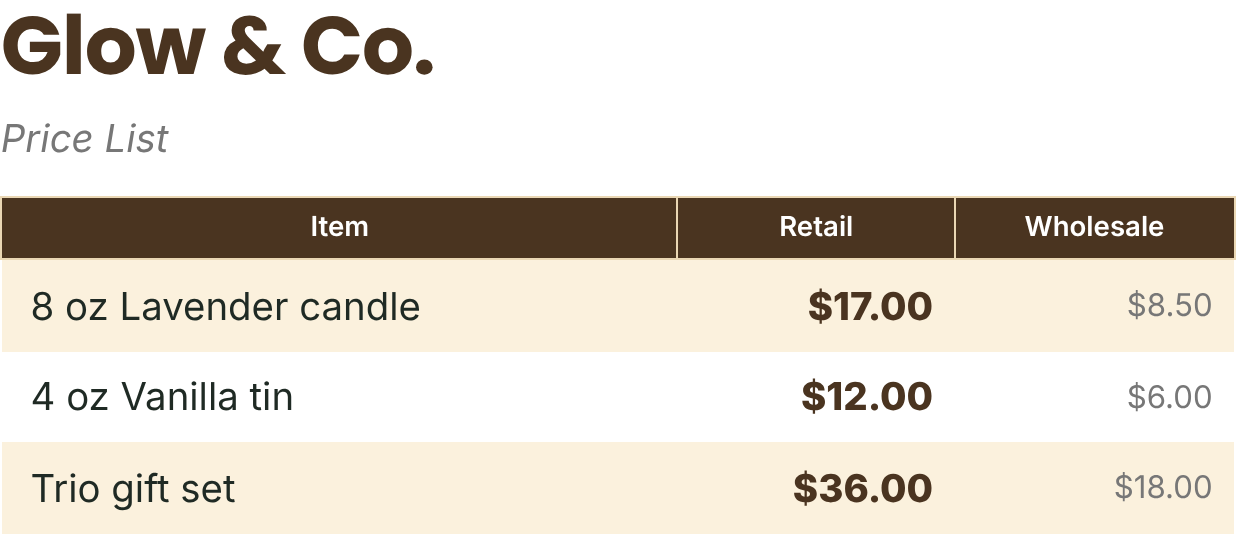 Glow & Co.
Price List
Item Retail Wholesale
8 oz Lavender candle $17.00 $8.50
4 oz Vanilla tin $12.00 $6.00
Trio gift set $36.00 $18.00